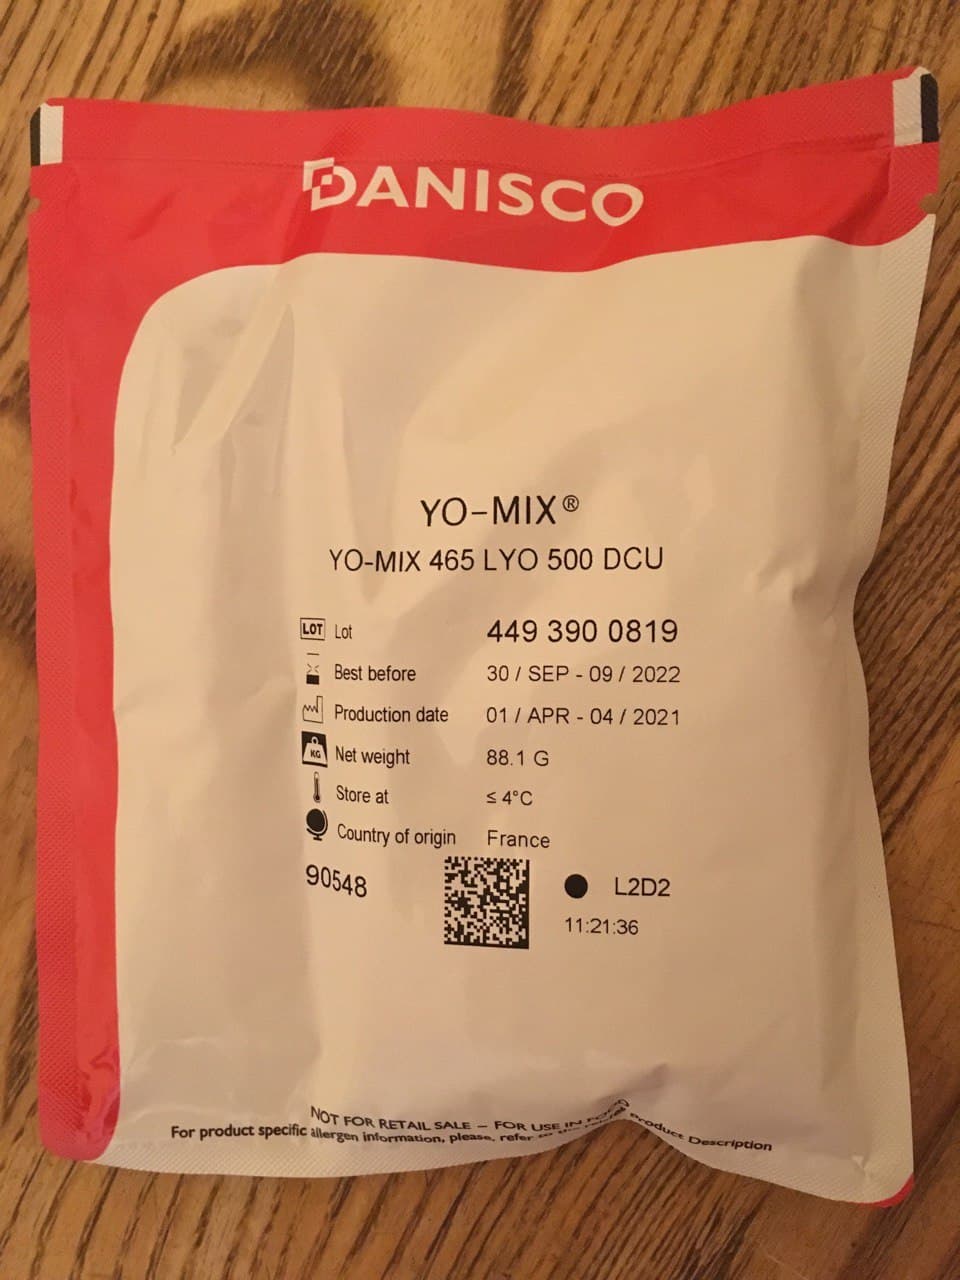 DANISCO
YO-MIX®
YO-MIX 465 LYO 500 DCU
LOT Lot 449 390 0819
Best before 30 / SEP - 09 / 2022
Production date 01 / APR - 04 / 2021
KG Net weight 88.1 G
Store at ≤ 4°C
Country of origin France
90548 L2D2
11:21:36
NOT FOR RETAIL SALE – FOR USE IN FOOD
For product specific allergen information, please, refer to the Product Description